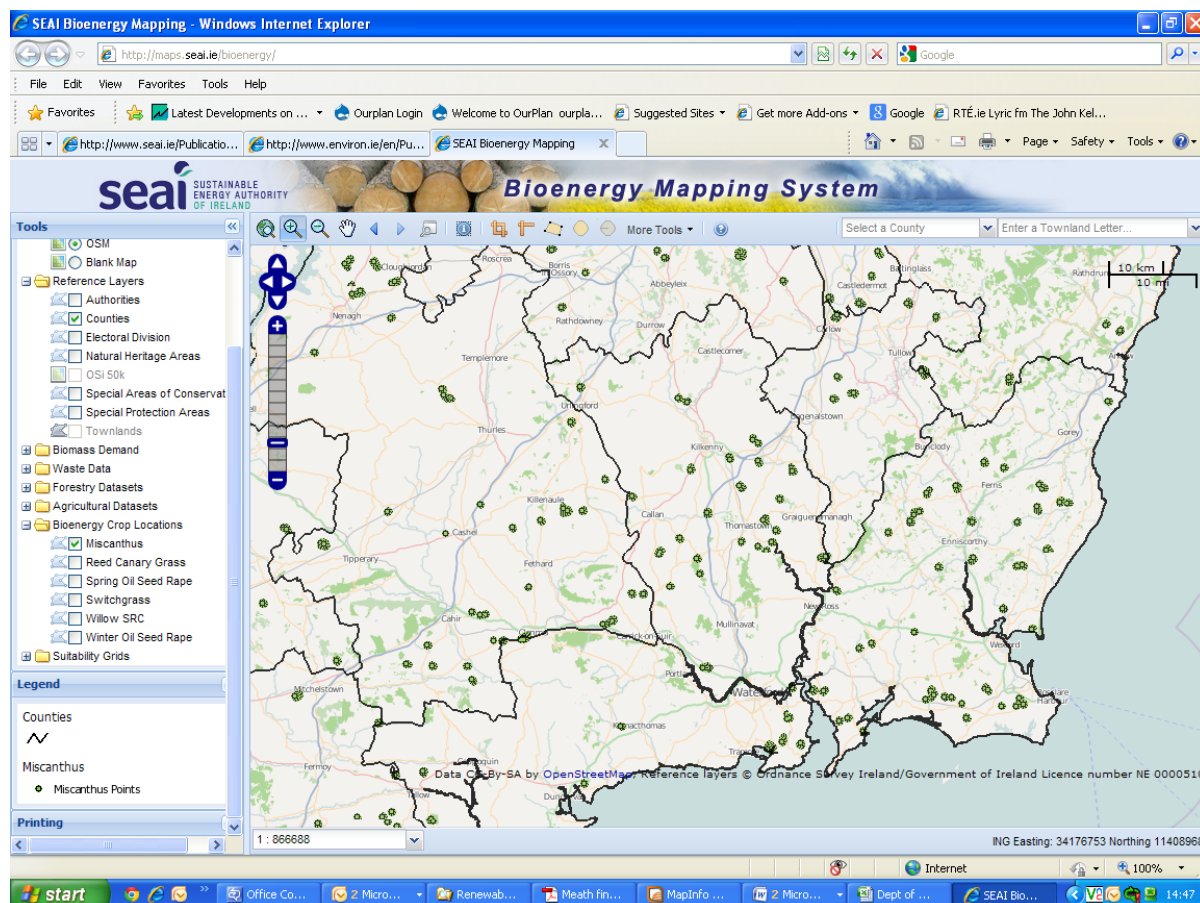 SEAI Bioenergy Mapping - Windows Internet Explorer
http://maps.seai.ie/bioenergy/
Google
File Edit View Favorites Tools Help
Favorites Latest Developments on ... Ourplan Login Welcome to OurPlan ourpla... Suggested Sites Get more Add-ons Google RTÉ.ie Lyric fm The John Kel...
http://www.seai.ie/Publicatio... http://www.environ.ie/en/Pu... SEAI Bioenergy Mapping X Page Safety Tools
seai SUSTAINABLE
ENERGY AUTHORITY
OF IRELAND
Bioenergy Mapping System
Tools
More Tools
Select a County
Enter a Townland Letter...
OSM
Blank Map
Reference Layers
Authorities
Counties
Electoral Division
Natural Heritage Areas
OSi 50k
Special Areas of Conservat
Special Protection Areas
Townlands
Biomass Demand
Waste Data
Forestry Datasets
Agricultural Datasets
Bioenergy Crop Locations
Miscanthus
Reed Canary Grass
Spring Oil Seed Rape
Switchgrass
Willow SRC
Winter Oil Seed Rape
Suitability Grids
Legend
Counties
Miscanthus
Miscanthus Points
Printing
10 km
10 mi
Cloughjordan
Roscrea
Borris
In Ossory
Abbeyleix
Baltinglass
Rathdrum
Castledermot
Nenagh
Rathdowney
Durrow
Carlow
Castlecomer
Tullow
Templemore
Urlingford
Bagenalstown
Gorey
Thurles
Kilkenny
Bunclody
Killenaule
Callan
Ferns
Graiguenamanagh
Thomastown
Cashel
Enniscorthy
Tipperary
Fethard
New Ross
Cahir
Mullinavat
Carrick-on-Suir
Wexford
Mitchelstown
Waterford
Rosslare
Harbour
Kilmacthomas
Fermoy
Tallow
Data CC-By-SA by OpenStreetMap, Reference layers © Ordnance Survey Ireland/Government of Ireland Licence number NE 0000510
1 : 866688
ING Easting: 34176753 Northing 11408968
Internet
100%
start
Office Co...
2 Micro...
Renewab...
Meath fin...
MapInfo ...
2 Micro...
Dept of ...
SEAI Bio...
14:47